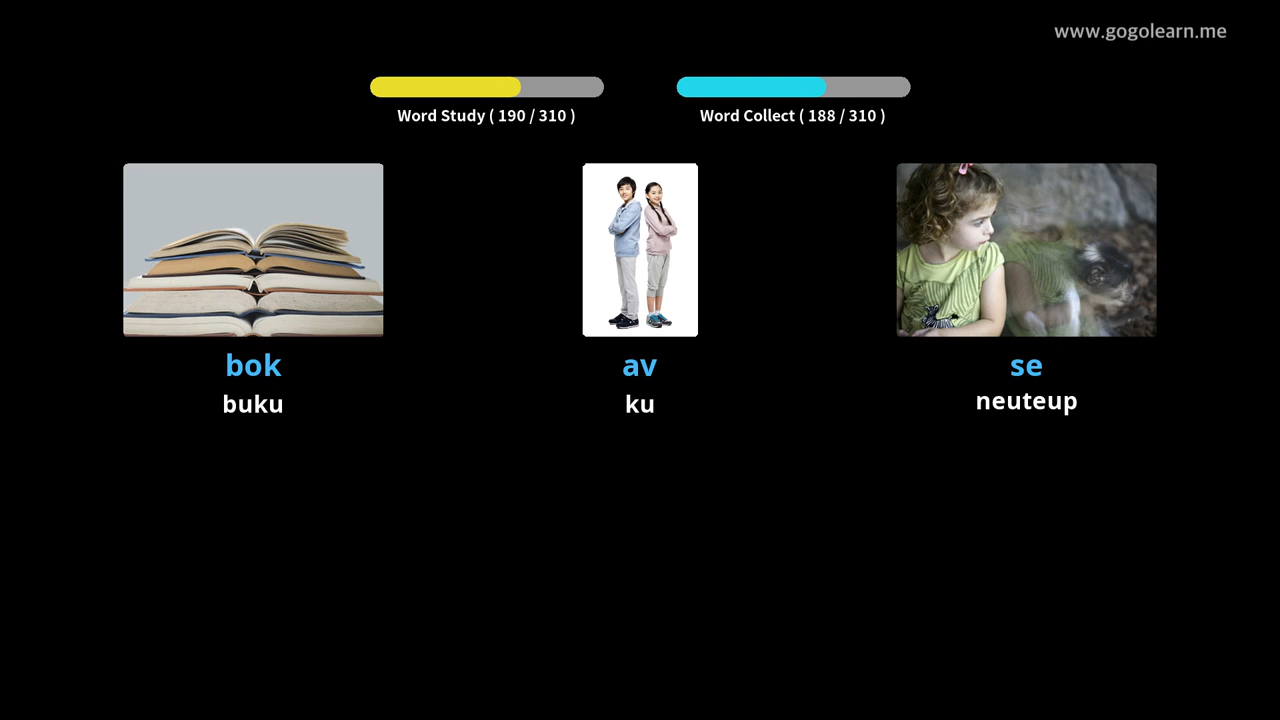 www.gogolearn.me
Word Study ( 190 / 310 )
Word Collect ( 188 / 310 )
bok
buku
av
ku
se
neuteup